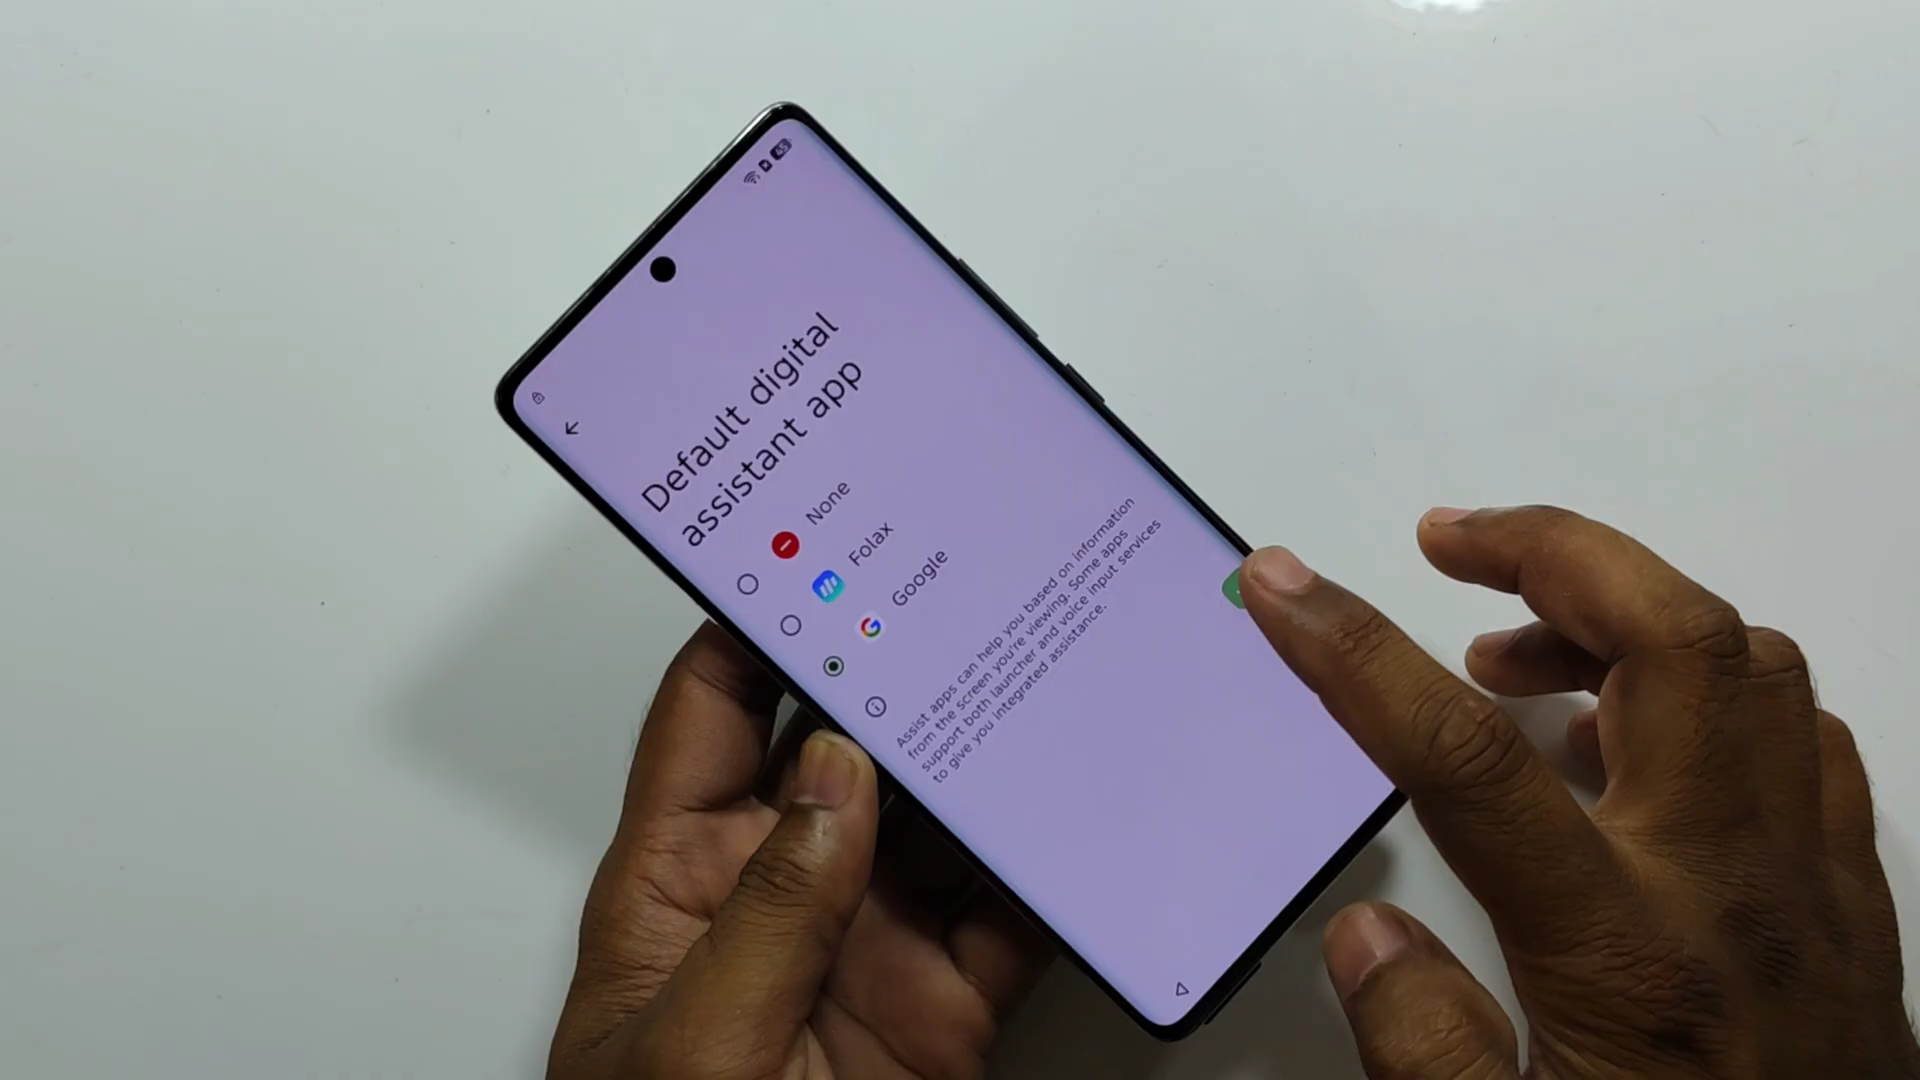 45
Default digital
assistant app
None
Folax
Google
Assist apps can help you based on information
from the screen you're viewing. Some apps
support both launcher and voice input services
to give you integrated assistance.